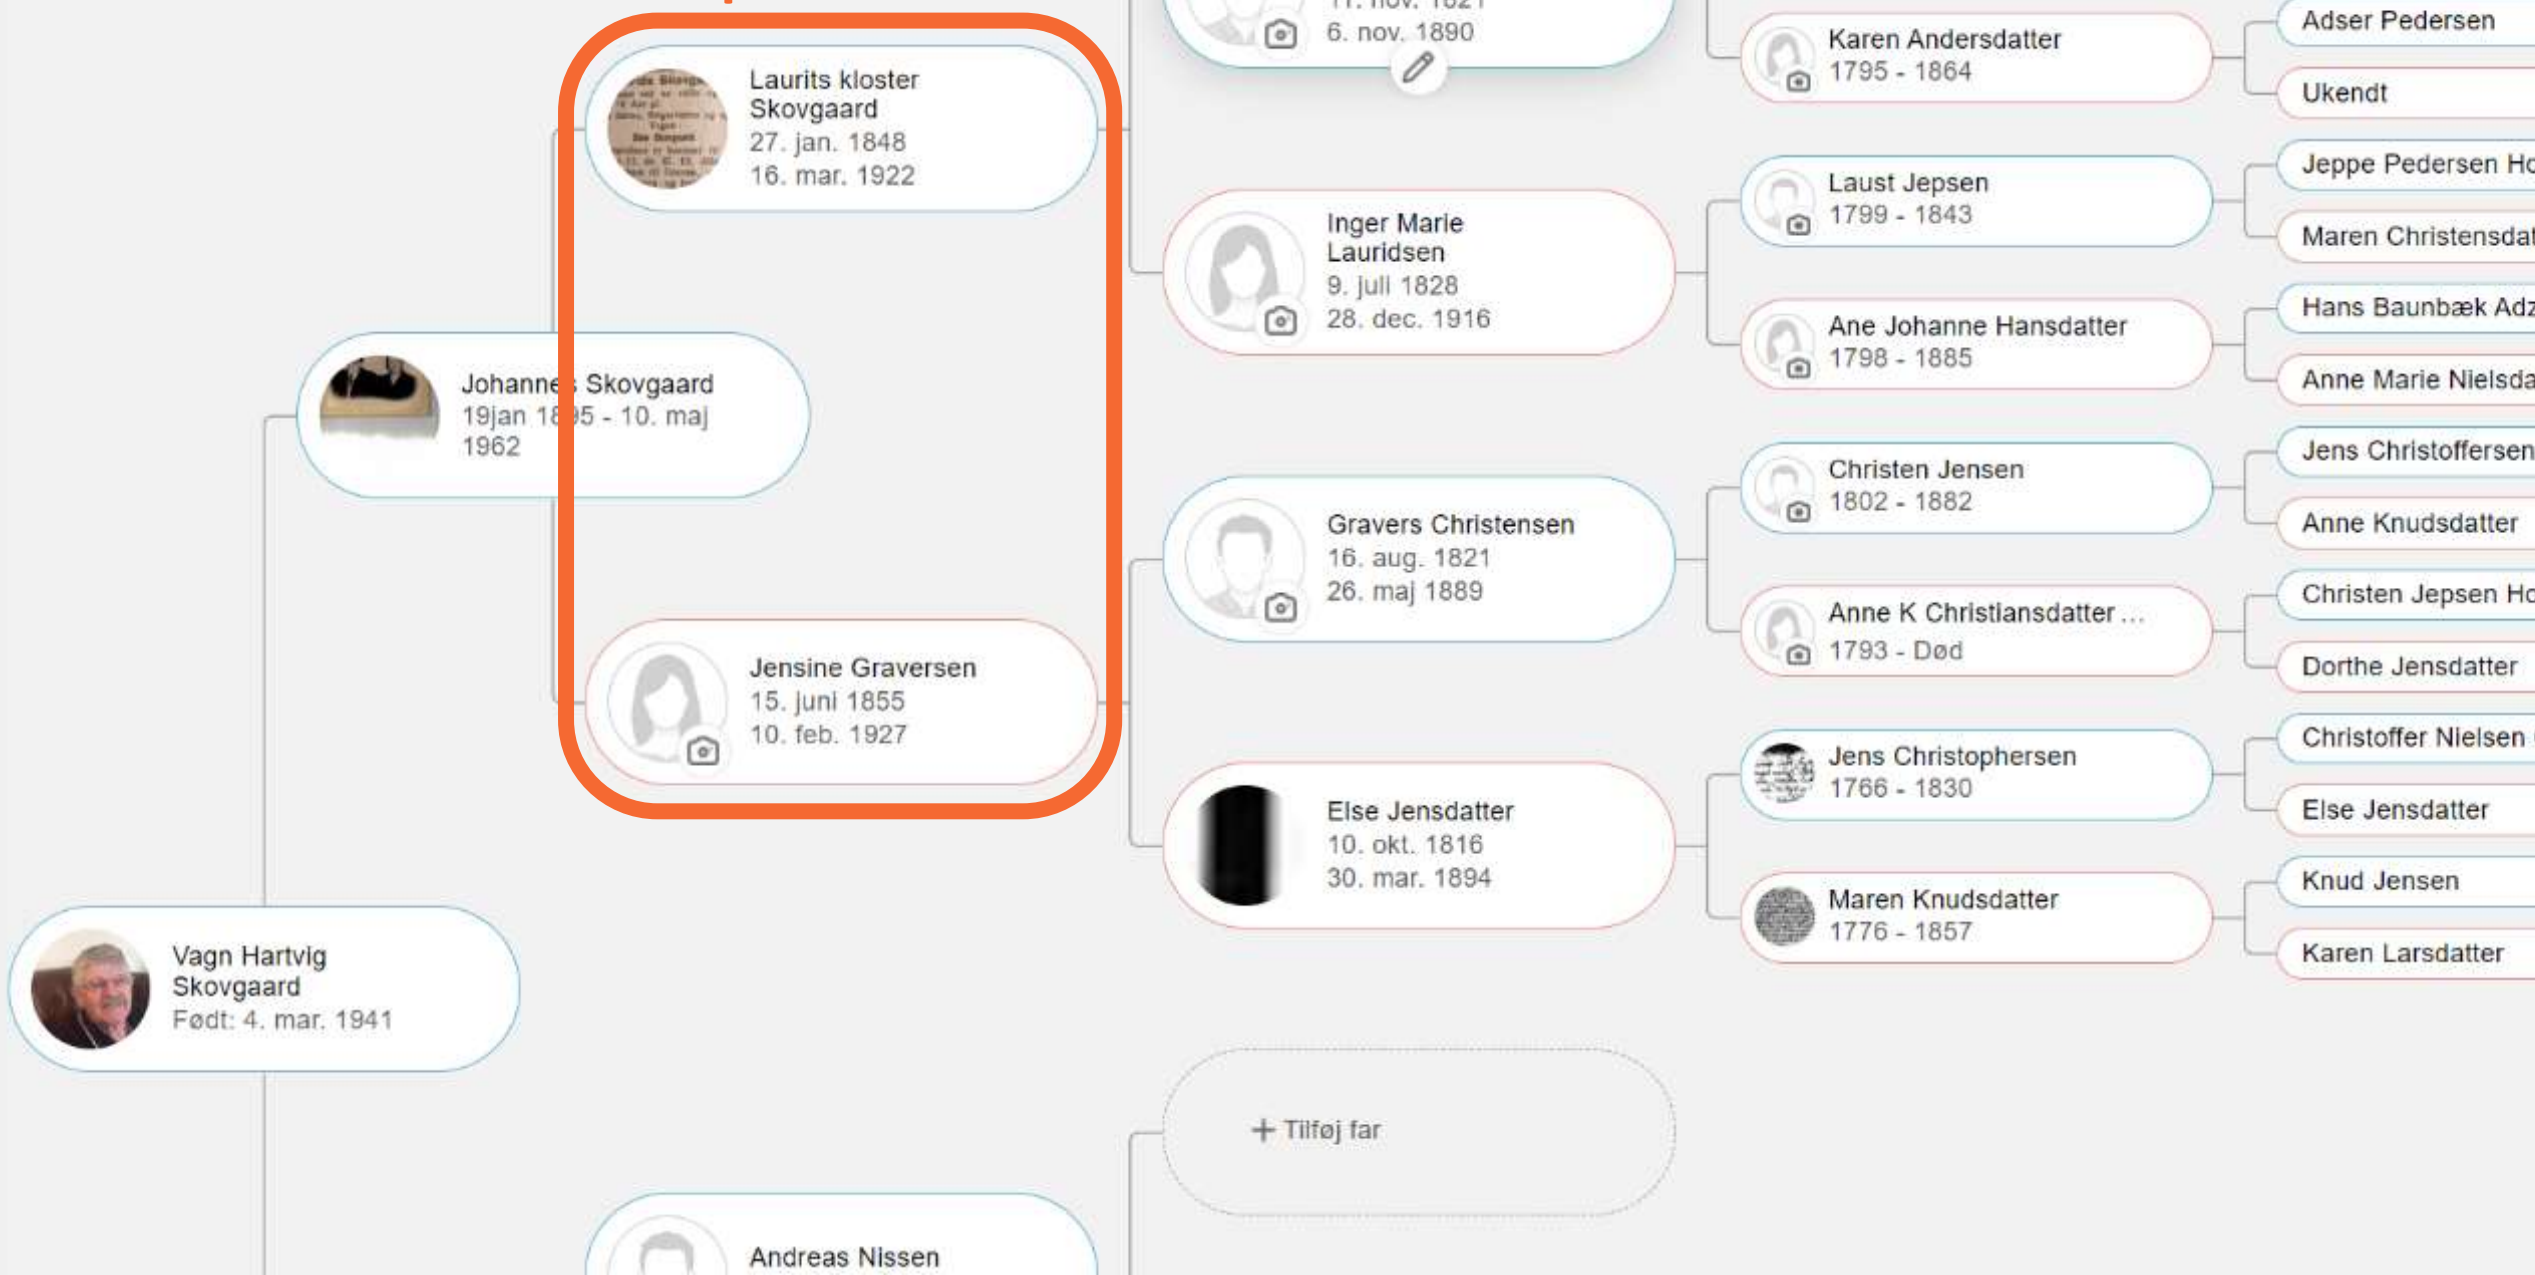 6. nov. 1890
Laurits kloster
Skovgaard
27. jan. 1848
16. mar. 1922
Johannes Skovgaard
19jan 1895 - 10. maj
1962
Jensine Graversen
15. juni 1855
10. feb. 1927
Vagn Hartvig
Skovgaard
Født: 4. mar. 1941
Andreas Nissen
Inger Marie
Lauridsen
9. juli 1828
28. dec. 1916
Gravers Christensen
16. aug. 1821
26. maj 1889
Else Jensdatter
10. okt. 1816
30. mar. 1894
+ Tilføj far
Karen Andersdatter
1795 - 1864
Laust Jepsen
1799 - 1843
Ane Johanne Hansdatter
1798 - 1885
Christen Jensen
1802 - 1882
Anne K Christiansdatter ...
1793 - Død
Jens Christophersen
1766 - 1830
Maren Knudsdatter
1776 - 1857
Adser Pedersen
Ukendt
Jeppe Pedersen
Maren
Hans Baunbæk
Anne Marie
Jens Christoffersen
Anne Knudsdatter
Christen Jepsen
Dorthe Jensdatter
Christoffer Nielsen
Else Jensdatter
Knud Jensen
Karen Larsdatter